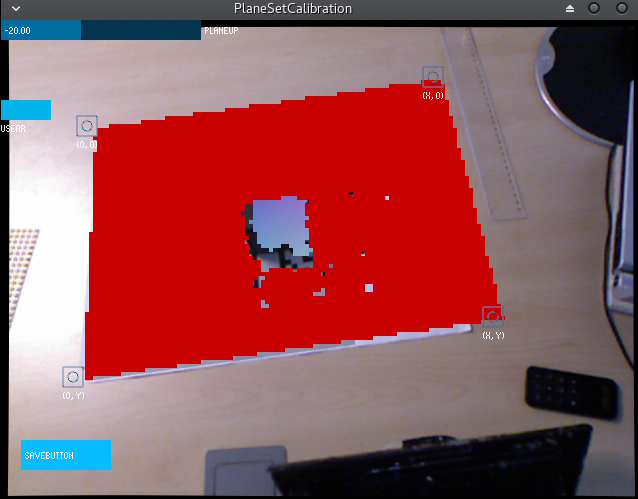 PlaneSetCalibration
-20.00
PLANEUP
USEAR
(X,0)
(0,0)
(X,Y)
(0,Y)
SAVEBUTTON